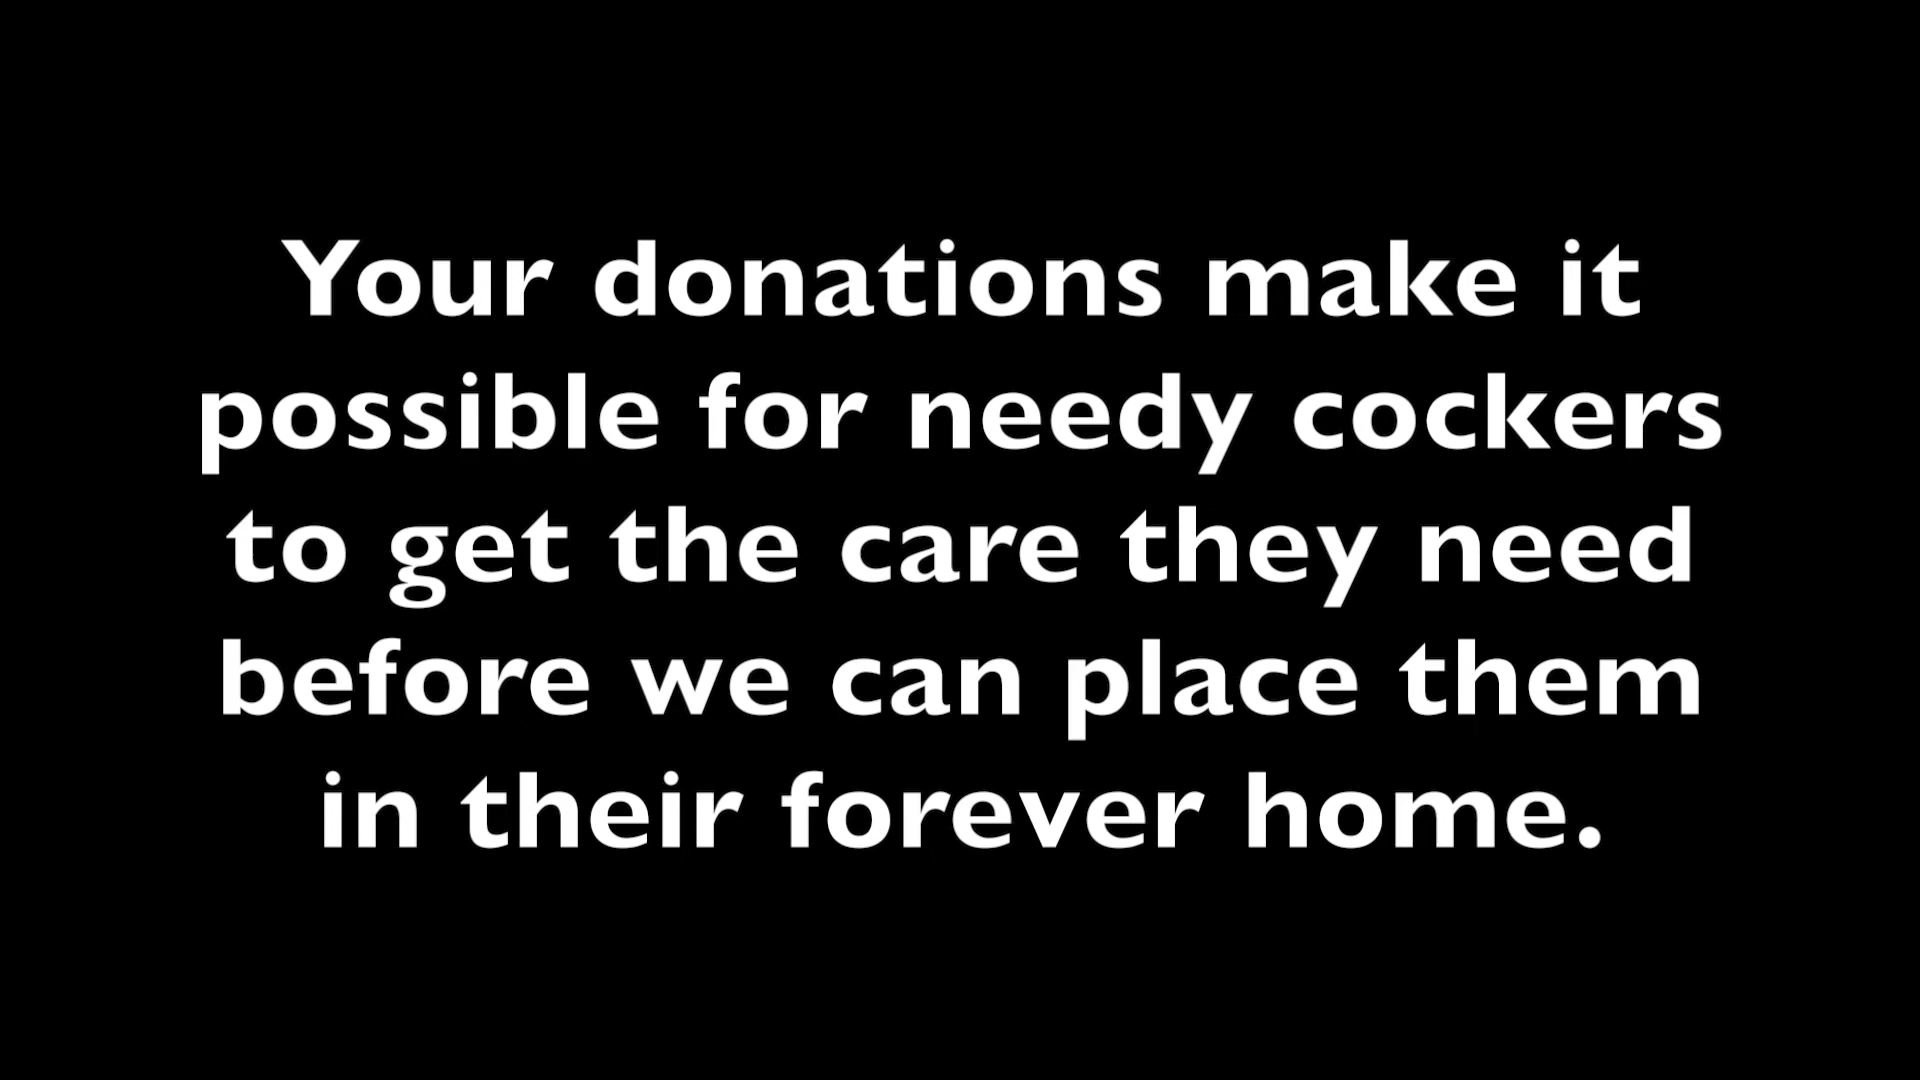 Your donations make it
possible for needy cockers
to get the care they need
before we can place them
in their forever home.